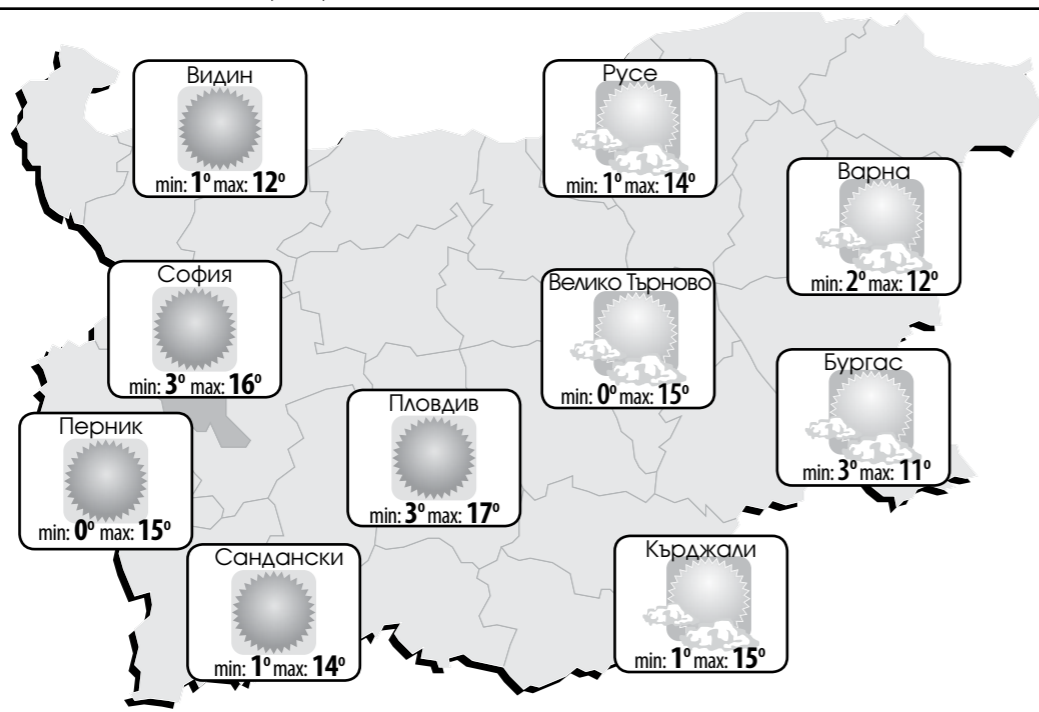 Видин
min: 1° max: 12°
Русе
min: 1° max: 14°
Варна
min: 2° max: 12°
София
min: 3° max: 16°
Велико Търново
min: 0° max: 15°
Бургас
min: 3° max: 11°
Пловдив
min: 3° max: 17°
Перник
min: 0° max: 15°
Сандански
min: 1° max: 14°
Кърджали
min: 1° max: 15°